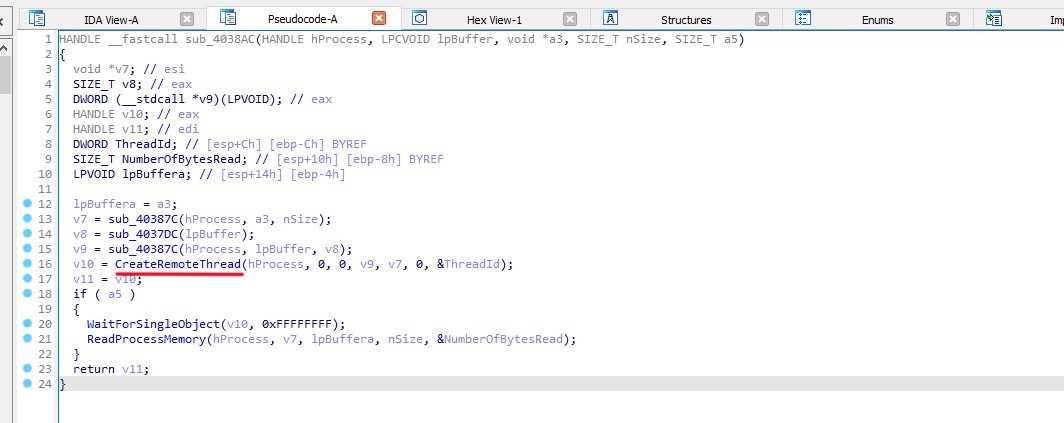 IDA View-A Pseudocode-A Hex View-1 Structures Enums
1 HANDLE __fastcall sub_4038AC(HANDLE hProcess, LPCVOID lpBuffer, void *a3, SIZE_T nSize, SIZE_T a5)
2 {
3 void *v7; // esi
4 SIZE_T v8; // eax
5 DWORD (__stdcall *v9)(LPVOID); // eax
6 HANDLE v10; // eax
7 HANDLE v11; // edi
8 DWORD ThreadId; // [esp+Ch] [ebp-Ch] BYREF
9 SIZE_T NumberOfBytesRead; // [esp+10h] [ebp-8h] BYREF
10 LPVOID lpBuffera; // [esp+14h] [ebp-4h]
11
12 lpBuffera = a3;
13 v7 = sub_40387C(hProcess, a3, nSize);
14 v8 = sub_4037DC(lpBuffer);
15 v9 = sub_40387C(hProcess, lpBuffer, v8);
16 v10 = CreateRemoteThread(hProcess, 0, 0, v9, v7, 0, &ThreadId);
17 v11 = v10;
18 if ( a5 )
19 {
20 WaitForSingleObject(v10, 0xFFFFFFFF);
21 ReadProcessMemory(hProcess, v7, lpBuffera, nSize, &NumberOfBytesRead);
22 }
23 return v11;
24 }